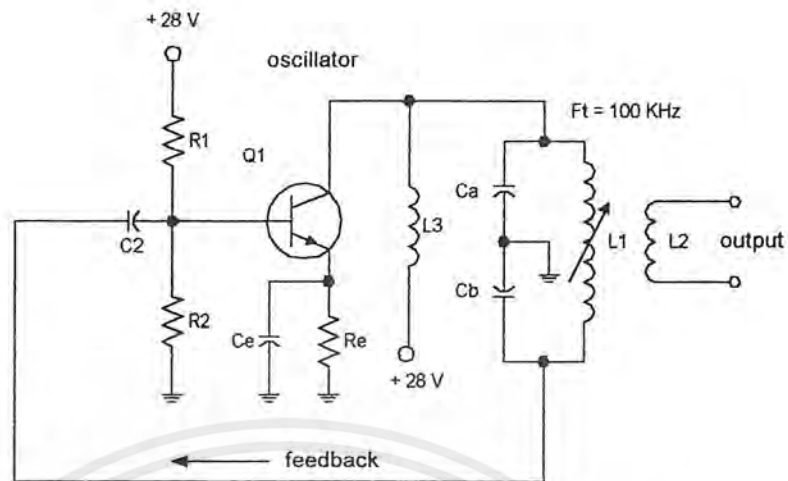 + 28 V
oscillator
Ft = 100 KHz
R1
Q1
Ca
C2
L3
L1
L2
output
Cb
R2
Ce
Re
+ 28 V
feedback